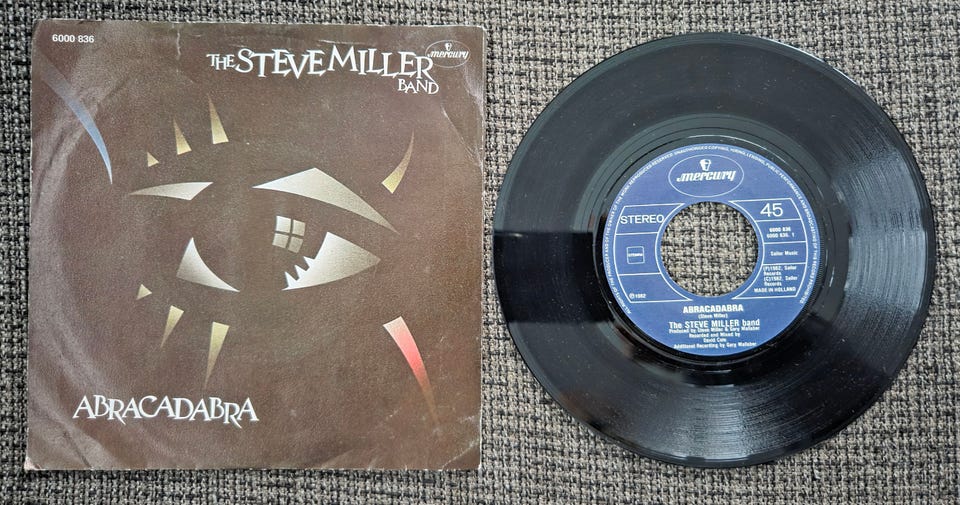 6000 836
THE STEVE MILLER
BAND
mercury
ABRACADABRA
mercury
STEREO
45
6000 836
6000 836. 1
STEMRA
Sailor Music
(P)1982, Sailor
Records
(C)1982, Sailor
Records
MADE IN HOLLAND
℗1982
ABRACADABRA
(Steve Miller)
The STEVE MILLER band
Produced by Steve Miller & Gary Mallaber
Recorded and Mixed by
David Cole
Additional Recording by Gary Mallaber